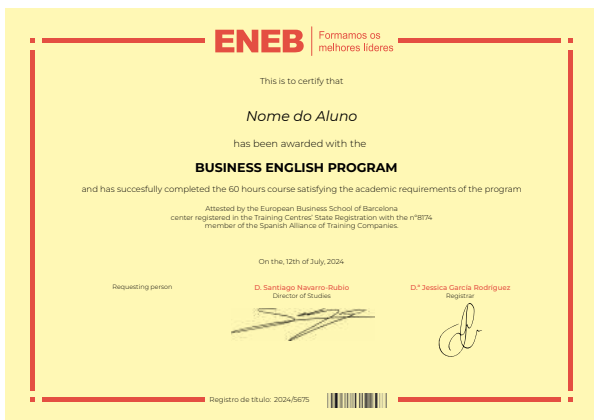 ENEB
Formamos os
melhores líderes
This is to certify that
Nome do Aluno
has been awarded with the
BUSINESS ENGLISH PROGRAM
and has succesfully completed the 60 hours course satisfying the academic requirements of the program
Attested by the European Business School of Barcelona
center registered in the Training Centres' State Registration with the nº8174
member of the Spanish Alliance of Training Companies.
On the, 12th of July, 2024
Requesting person
D. Santiago Navarro-Rubio
Director of Studies
D.ª Jessica García Rodríguez
Registrar
Registro de título: 2024/5675